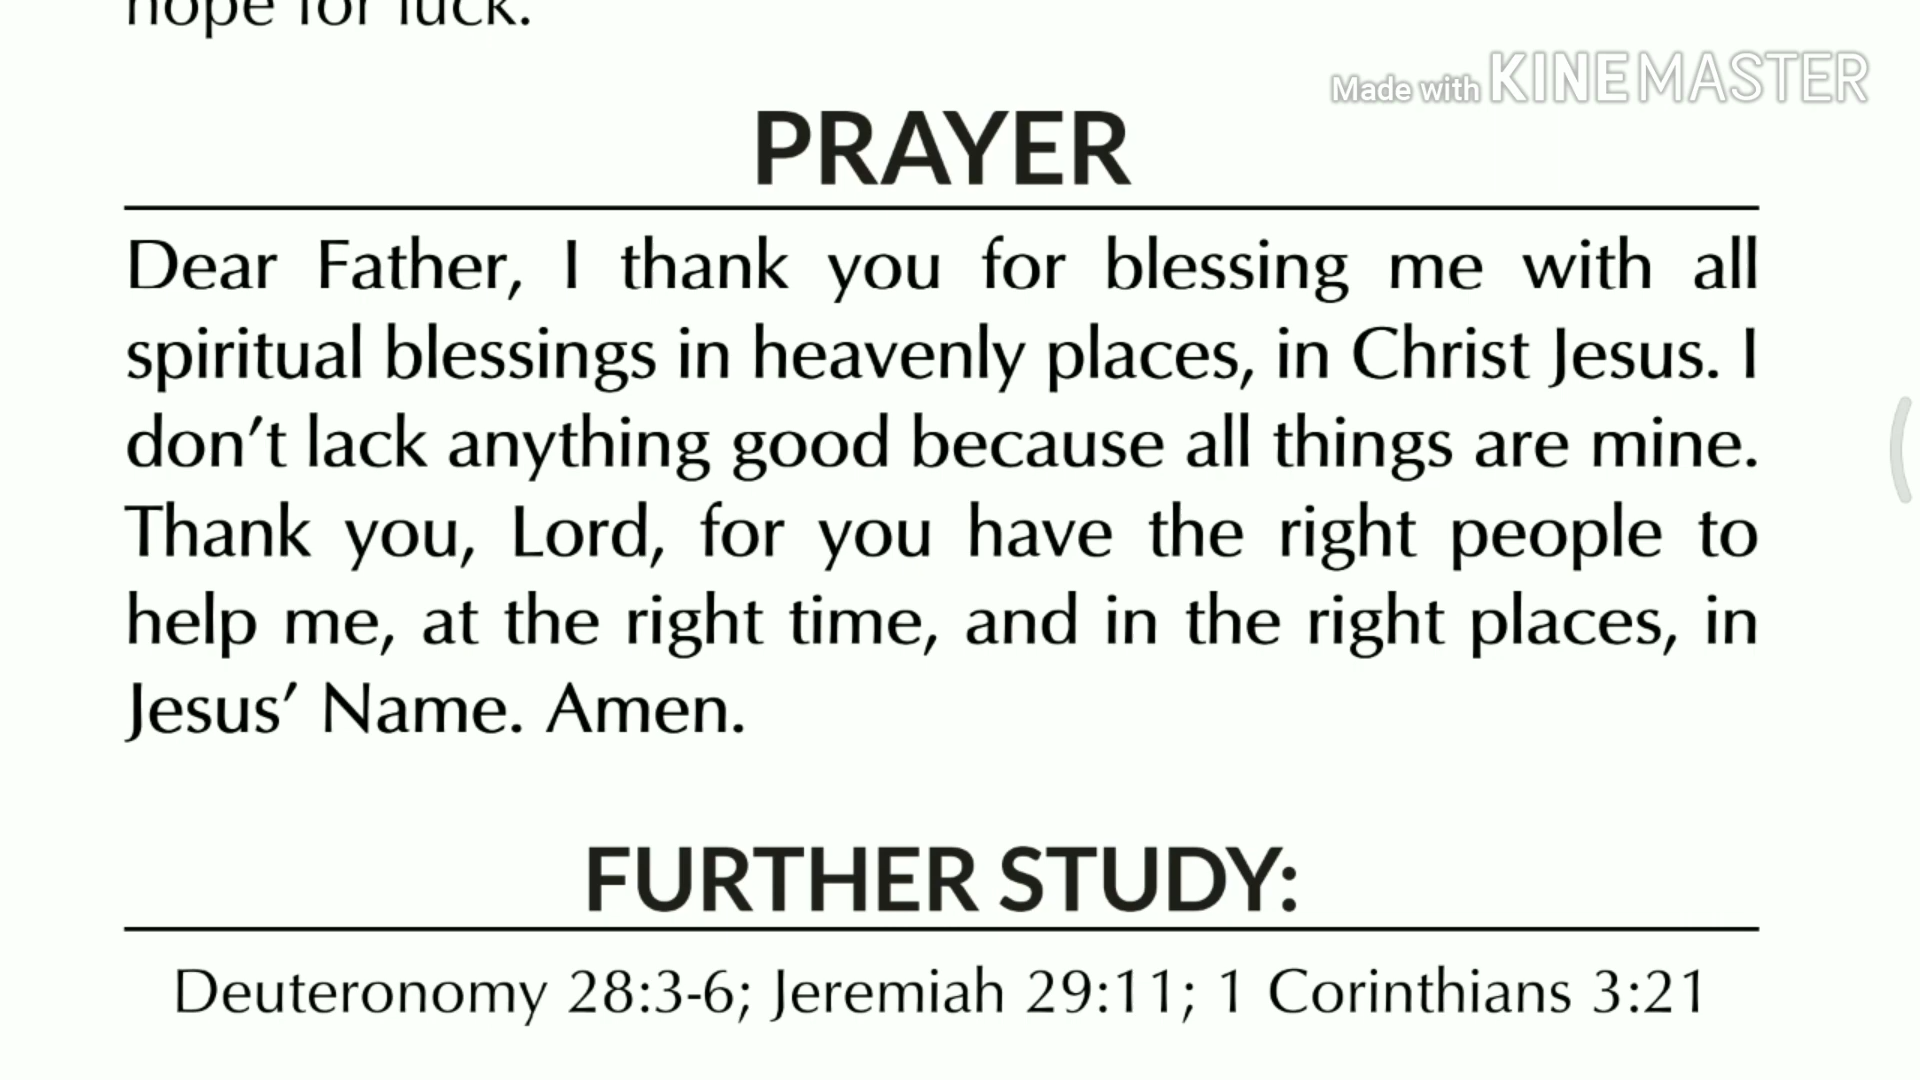 hope for luck.
Made with KINEMASTER
PRAYER
Dear Father, I thank you for blessing me with all
spiritual blessings in heavenly places, in Christ Jesus. I
don’t lack anything good because all things are mine.
Thank you, Lord, for you have the right people to
help me, at the right time, and in the right places, in
Jesus’ Name. Amen.
FURTHER STUDY:
Deuteronomy 28:3-6; Jeremiah 29:11; 1 Corinthians 3:21